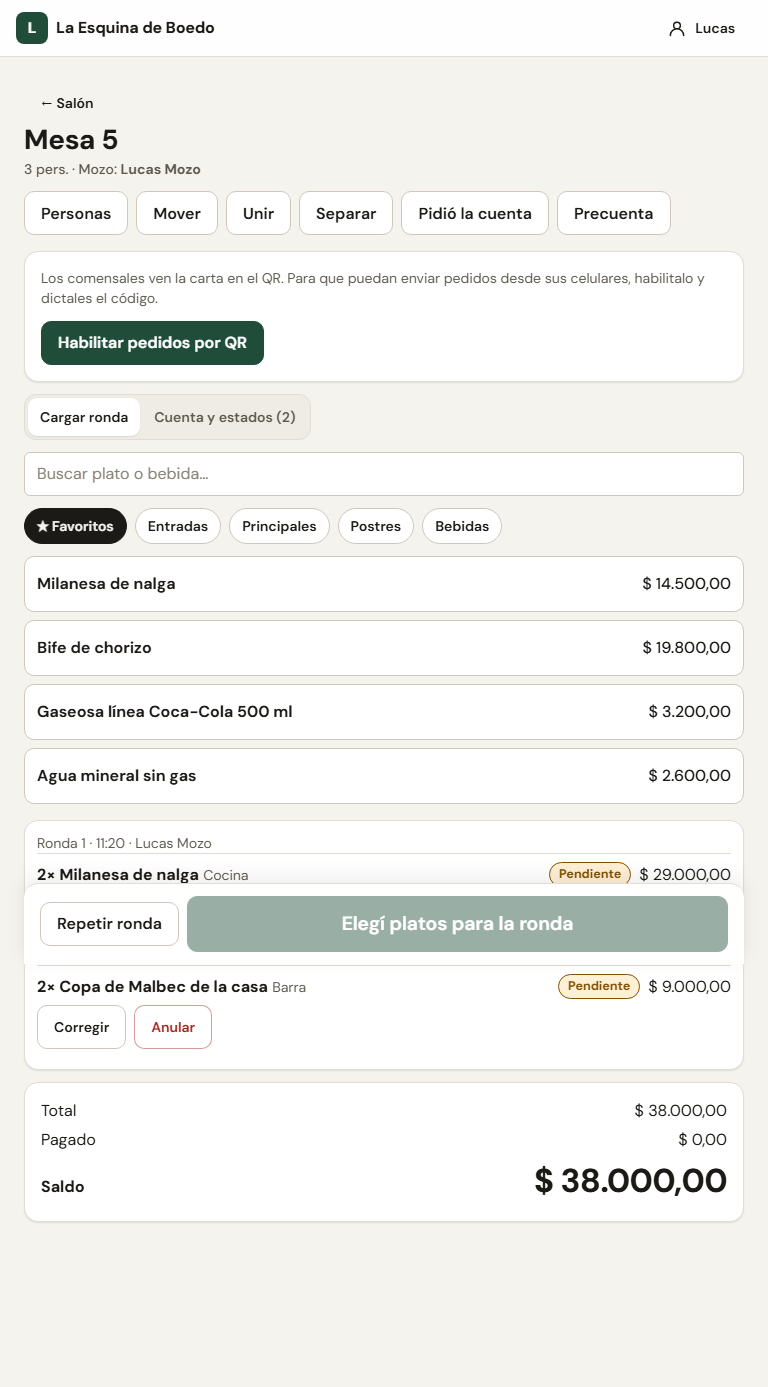 L La Esquina de Boedo Lucas
← Salón
Mesa 5
3 pers. · Mozo: Lucas Mozo
Personas Mover Unir Separar Pidió la cuenta Precuenta
Los comensales ven la carta en el QR. Para que puedan enviar pedidos desde sus celulares, habilitalo y
dictales el código.
Habilitar pedidos por QR
Cargar ronda Cuenta y estados (2)
Buscar plato o bebida...
★ Favoritos Entradas Principales Postres Bebidas
Milanesa de nalga $ 14.500,00
Bife de chorizo $ 19.800,00
Gaseosa línea Coca-Cola 500 ml $ 3.200,00
Agua mineral sin gas $ 2.600,00
Ronda 1 · 11:20 · Lucas Mozo
2× Milanesa de nalga Cocina Pendiente $ 29.000,00
Repetir ronda Elegí platos para la ronda
2× Copa de Malbec de la casa Barra Pendiente $ 9.000,00
Corregir Anular
Total $ 38.000,00
Pagado $ 0,00
Saldo $ 38.000,00